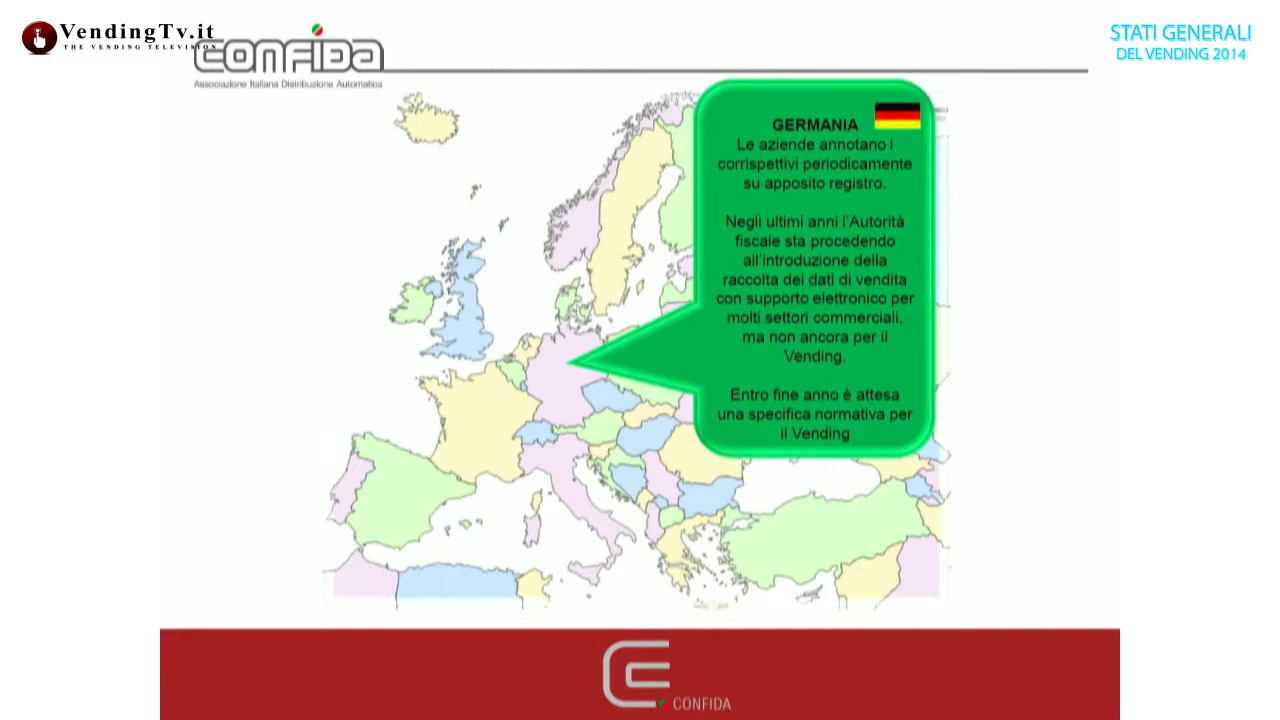 VendingTv.it
THE VENDING TELEVISION
CONFIDA
Associazione Italiana Distribuzione Automatica
STATI GENERALI
DEL VENDING 2014
GERMANIA
Le aziende annotano i
corrispettivi periodicamente
su apposito registro.
Negli ultimi anni l'Autorità
fiscale sta procedendo
all'introduzione della
raccolta dei dati di vendita
con supporto elettronico per
molti settori commerciali,
ma non ancora per il
Vending.
Entro fine anno è attesa
una specifica normativa per
il Vending
CONFIDA